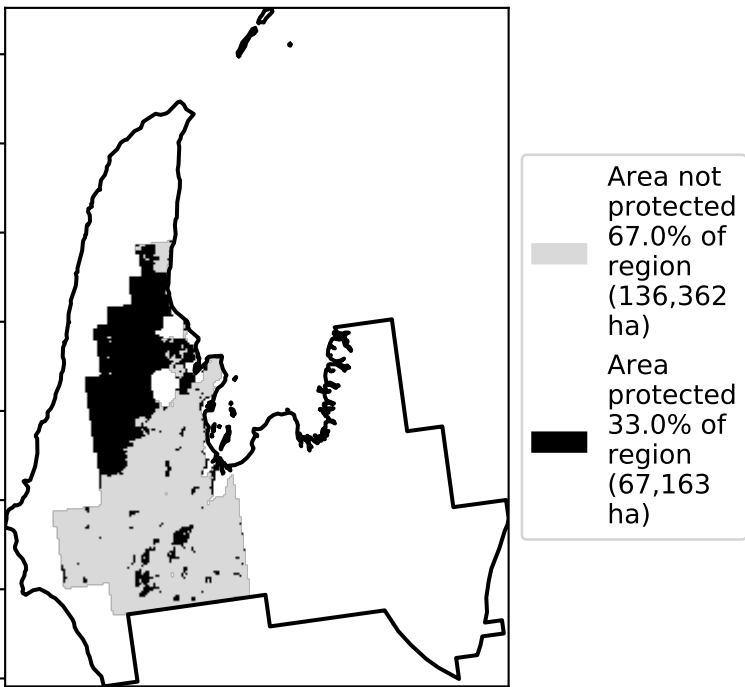 Area not
protected
67.0% of
region
(136,362
ha)
Area
protected
33.0% of
region
(67,163
ha)